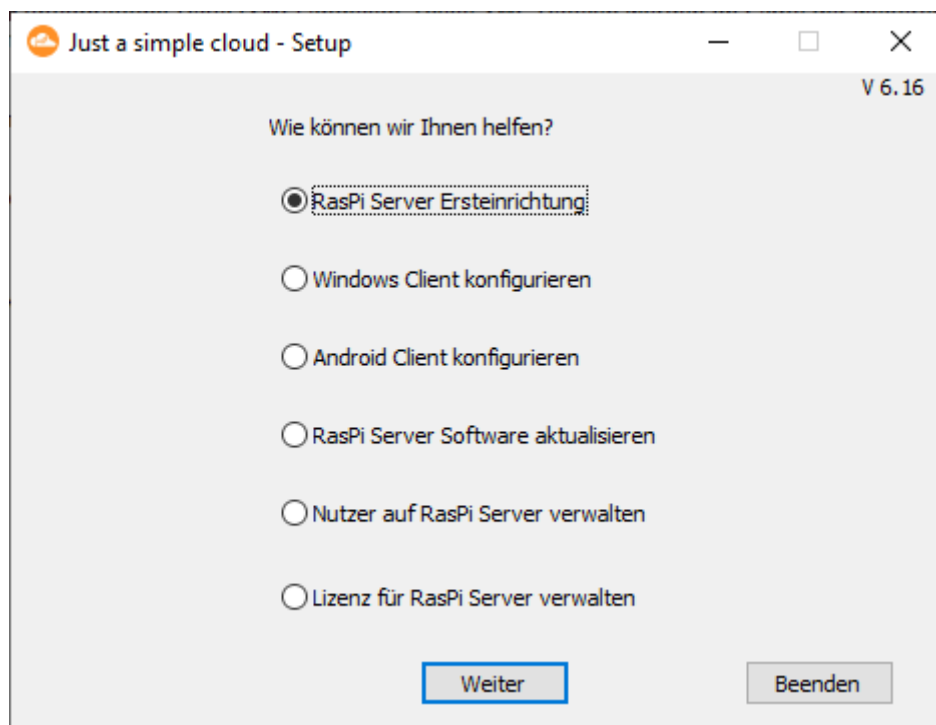 Just a simple cloud - Setup
V 6.16
Wie können wir Ihnen helfen?
RasPi Server Ersteinrichtung
Windows Client konfigurieren
Android Client konfigurieren
RasPi Server Software aktualisieren
Nutzer auf RasPi Server verwalten
Lizenz für RasPi Server verwalten
Weiter Beenden